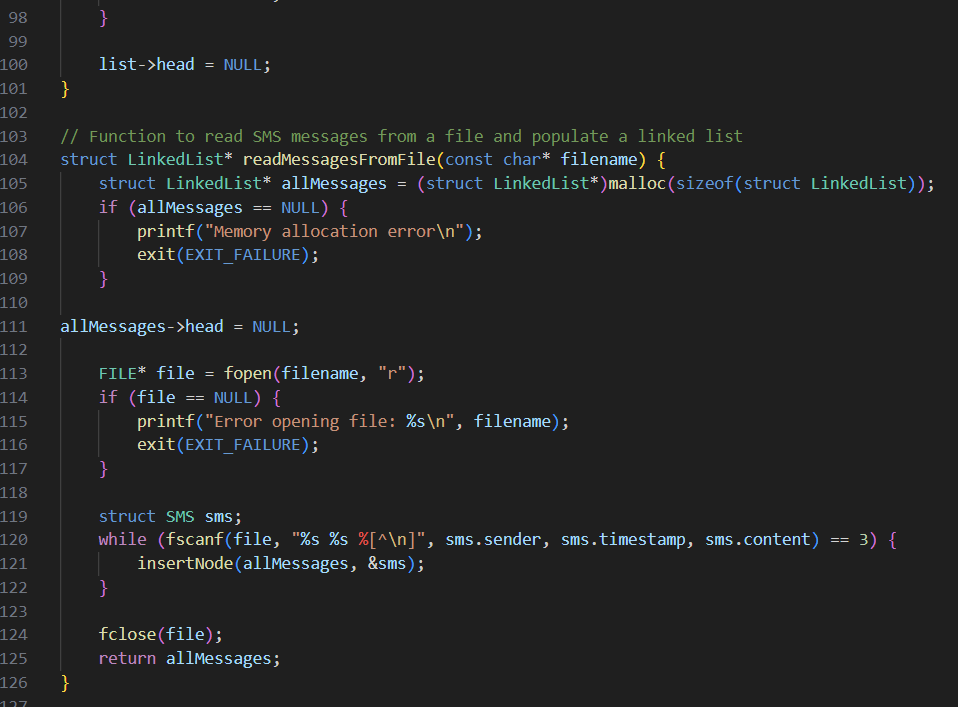 98 }
99
100 list->head = NULL;
101 }
102
103 // Function to read SMS messages from a file and populate a linked list
104 struct LinkedList* readMessagesFromFile(const char* filename) {
105 struct LinkedList* allMessages = (struct LinkedList*)malloc(sizeof(struct LinkedList));
106 if (allMessages == NULL) {
107 printf("Memory allocation error\n");
108 exit(EXIT_FAILURE);
109 }
110
111 allMessages->head = NULL;
112
113 FILE* file = fopen(filename, "r");
114 if (file == NULL) {
115 printf("Error opening file: %s\n", filename);
116 exit(EXIT_FAILURE);
117 }
118
119 struct SMS sms;
120 while (fscanf(file, "%s %s %[^\n]", sms.sender, sms.timestamp, sms.content) == 3) {
121 insertNode(allMessages, &sms);
122 }
123
124 fclose(file);
125 return allMessages;
126 }
127